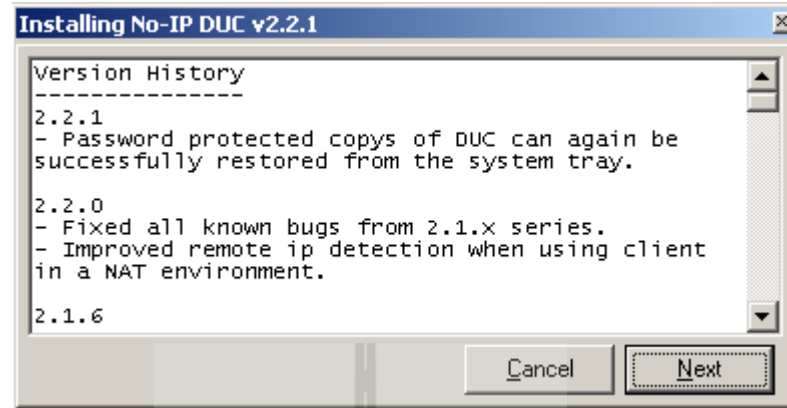 Installing No-IP DUC v2.2.1
Version History
---------------
2.2.1
- Password protected copys of DUC can again be
successfully restored from the system tray.
2.2.0
- Fixed all known bugs from 2.1.x series.
- Improved remote ip detection when using client
in a NAT environment.
2.1.6
Cancel
Next